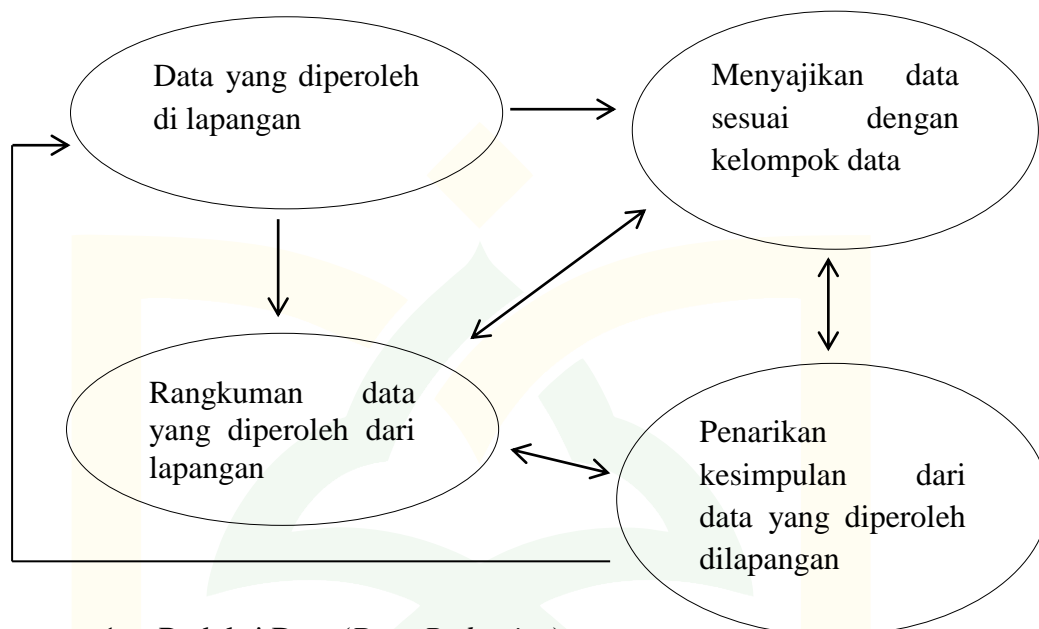 Data yang diperoleh
di lapangan
Menyajikan data
sesuai dengan
kelompok data
Rangkuman data
yang diperoleh dari
lapangan
Penarikan
kesimpulan dari
data yang diperoleh
dilapangan